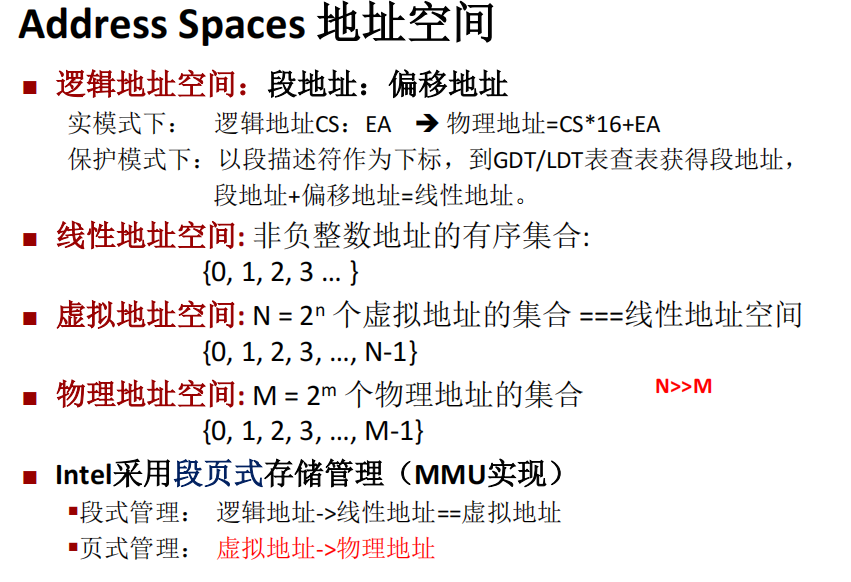 Address Spaces 地址空间
■ 逻辑地址空间：段地址：偏移地址
实模式下： 逻辑地址CS：EA ➔ 物理地址=CS*16+EA
保护模式下：以段描述符作为下标，到GDT/LDT表查表获得段地址，
段地址+偏移地址=线性地址。
■ 线性地址空间: 非负整数地址的有序集合:
{0, 1, 2, 3 … }
■ 虚拟地址空间: N = 2ⁿ 个虚拟地址的集合 ===线性地址空间
{0, 1, 2, 3, …, N-1}
■ 物理地址空间: M = 2ᵐ 个物理地址的集合 N>>M
{0, 1, 2, 3, …, M-1}
■ Intel采用段页式存储管理（MMU实现）
▪段式管理： 逻辑地址->线性地址==虚拟地址
▪页式管理： 虚拟地址->物理地址